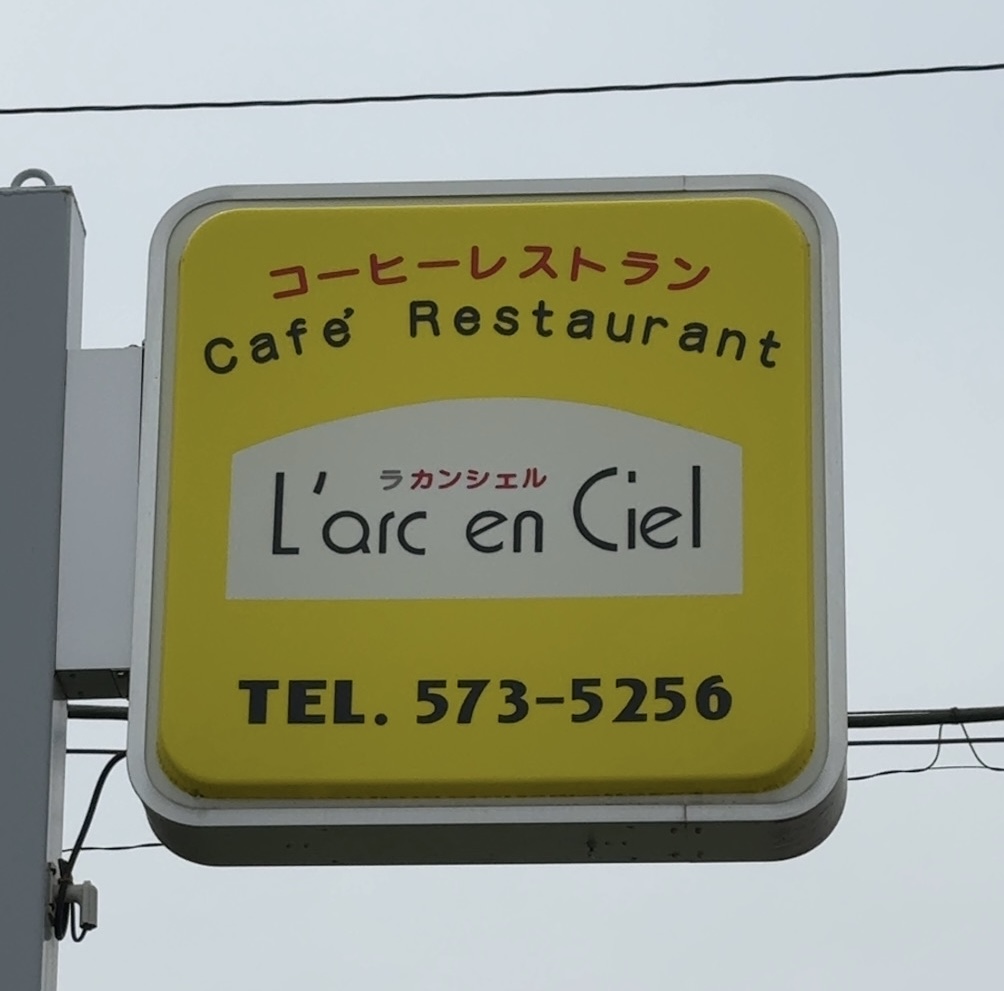 コーヒーレストラン
Café Restaurant
ラカンシェル
L'arc en Ciel
TEL. 573-5256